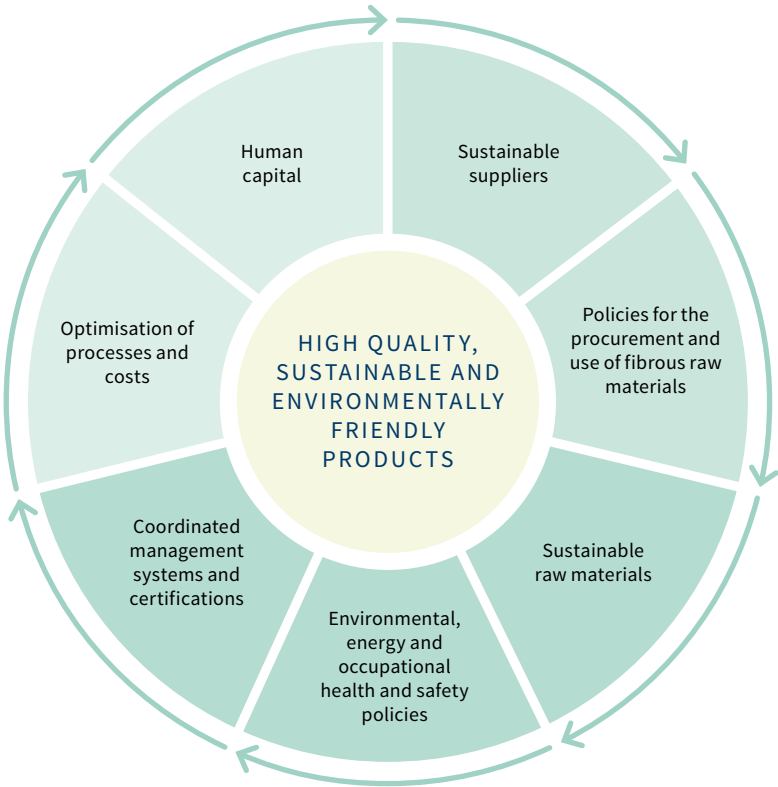 Human
capital
Sustainable
suppliers
Policies for the
procurement and
use of fibrous raw
materials
Sustainable
raw materials
Environmental,
energy and
occupational
health and safety
policies
Coordinated
management
systems and
certifications
Optimisation of
processes and
costs
HIGH QUALITY,
SUSTAINABLE AND
ENVIRONMENTALLY
FRIENDLY
PRODUCTS